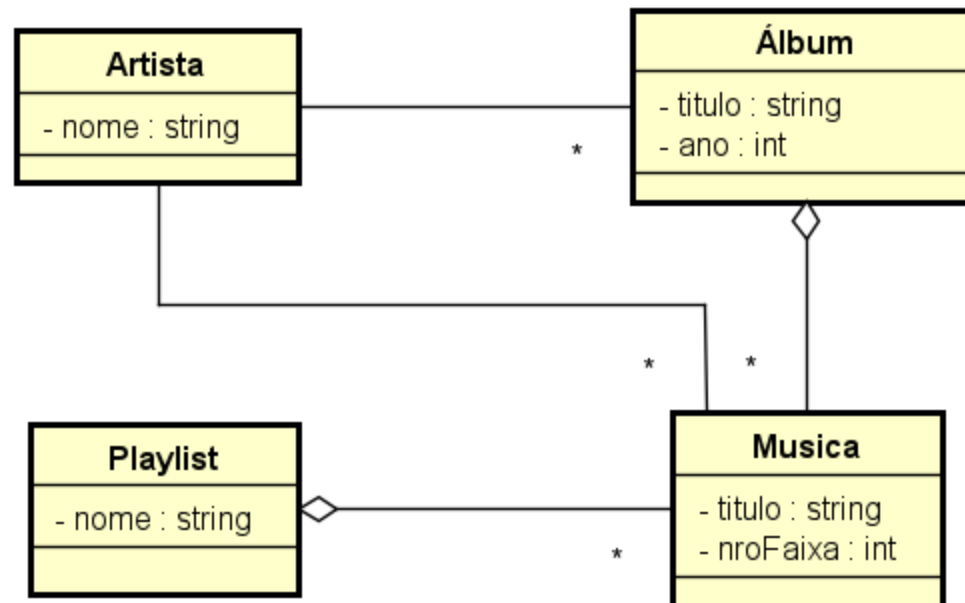 Artista
- nome : string
Álbum
- titulo : string
- ano : int
*
*
*
Playlist
- nome : string
*
Musica
- titulo : string
- nroFaixa : int